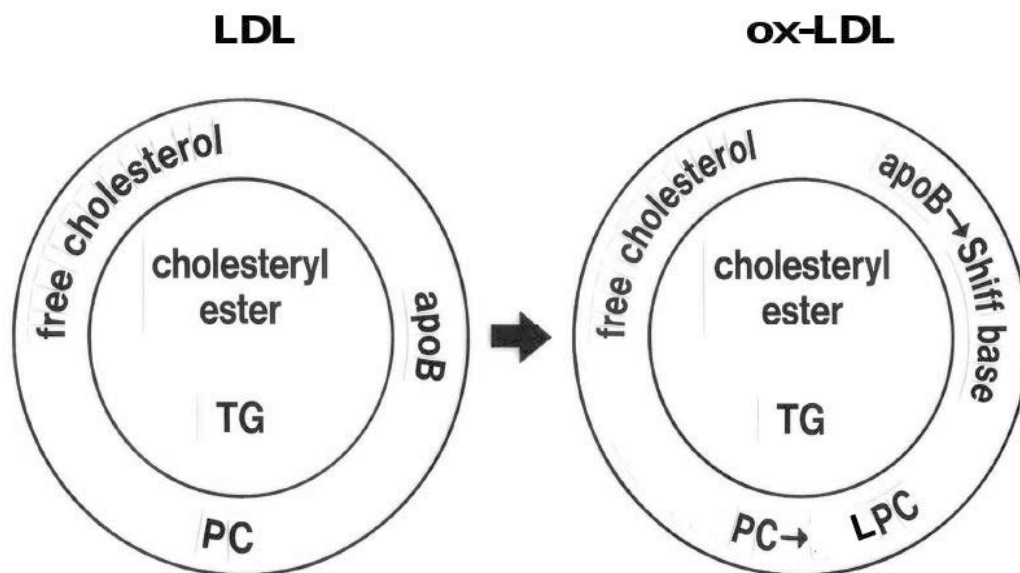 LDL
free cholesterol
cholesteryl
ester
TG
apoB
PC
ox-LDL
free cholesterol
cholesteryl
ester
TG
apoB→Shiff base
PC→ LPC